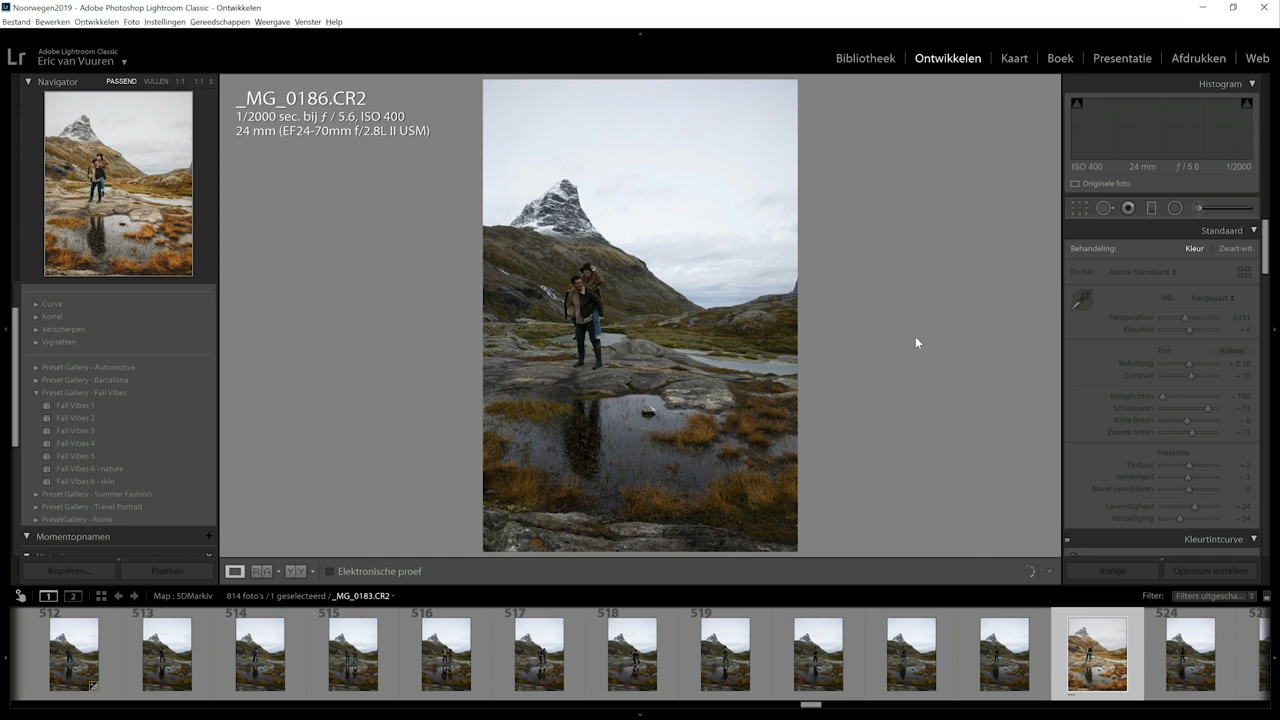 Noorwegen2019 - Adobe Photoshop Lightroom Classic - Ontwikkelen
Bestand Bewerken Ontwikkelen Foto Instellingen Gereedschappen Weergave Venster Help
Lr
Adobe Lightroom Classic
Eric van Vuuren
Bibliotheek | Ontwikkelen | Kaart | Boek | Presentatie | Afdrukken | Web
Navigator PASSEND VULLEN 1:1 1:1
Curve
Korrel
Verscherpen
Vignetten
Preset Gallery - Automotive
Preset Gallery - Barcelona
Preset Gallery - Fall Vibes
Fall Vibes 1
Fall Vibes 2
Fall Vibes 3
Fall Vibes 4
Fall Vibes 5
Fall Vibes 6 - nature
Fall Vibes 6 - skin
Preset Gallery - Summer Fashion
Preset Gallery - Travel Portrait
PresetGallery - Rome
Momentopnamen +
Kopiëren... Plakken
_MG_0186.CR2
1/2000 sec. bij ƒ / 5.6, ISO 400
24 mm (EF24-70mm f/2.8L II USM)
Elektronische proef
Histogram
ISO 400 24 mm ƒ / 5.6 1/2000
Originele foto
Standaard
Behandeling: Kleur Zwart-wit
Profiel: Adobe Standaard
WB: Aangepast
Temperatuur 6351
Kleurtint + 4
Tint Autom.
Belichting + 0,10
Contrast + 10
Hooglichten - 100
Schaduwen + 73
Witte tinten - 6
Zwarte tinten + 13
Presentie
Textuur + 2
Helderheid - 3
Nevel verwijderen 0
Levendigheid + 24
Verzadiging - 34
Kleurtintcurve
Vorige Opnieuw instellen
1 2 Map : 5DMarkiv 814 foto's / 1 geselecteerd / _MG_0183.CR2 Filter: Filters uitgescha...
512 513 514 515 516 517 518 519 524